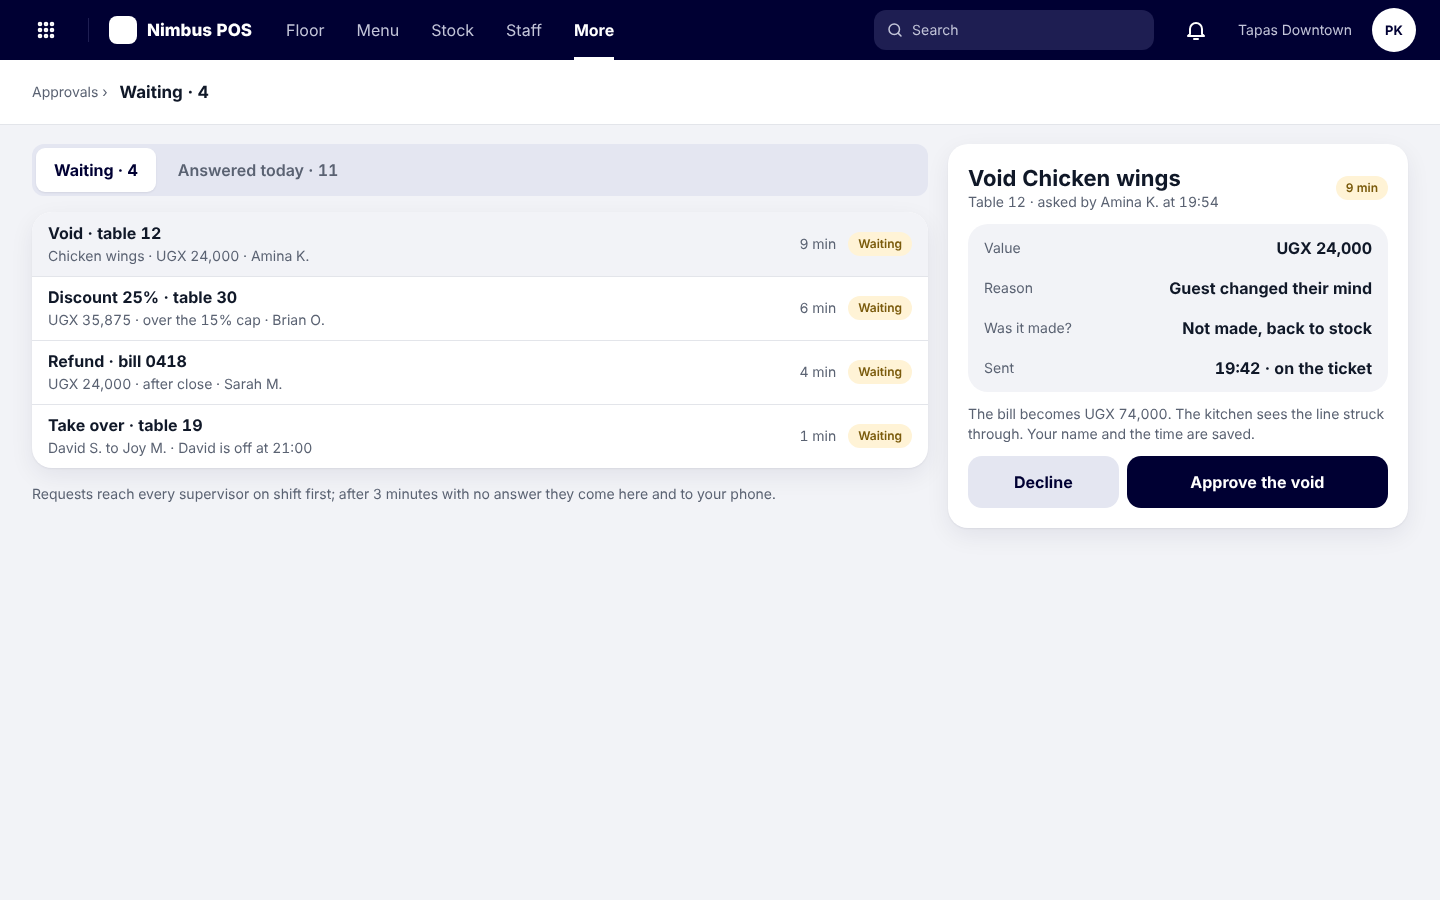 Nimbus POS
Floor
Menu
Stock
Staff
More
Search
Tapas Downtown
PK
Approvals ›
Waiting · 4
Waiting · 4
Answered today · 11
Void · table 12
Chicken wings · UGX 24,000 · Amina K.
9 min
Waiting
Discount 25% · table 30
UGX 35,875 · over the 15% cap · Brian O.
6 min
Waiting
Refund · bill 0418
UGX 24,000 · after close · Sarah M.
4 min
Waiting
Take over · table 19
David S. to Joy M. · David is off at 21:00
1 min
Waiting
Requests reach every supervisor on shift first; after 3 minutes with no answer they come here and to your phone.
Void Chicken wings
Table 12 · asked by Amina K. at 19:54
9 min
Value
UGX 24,000
Reason
Guest changed their mind
Was it made?
Not made, back to stock
Sent
19:42 · on the ticket
The bill becomes UGX 74,000. The kitchen sees the line struck
through. Your name and the time are saved.
Decline
Approve the void